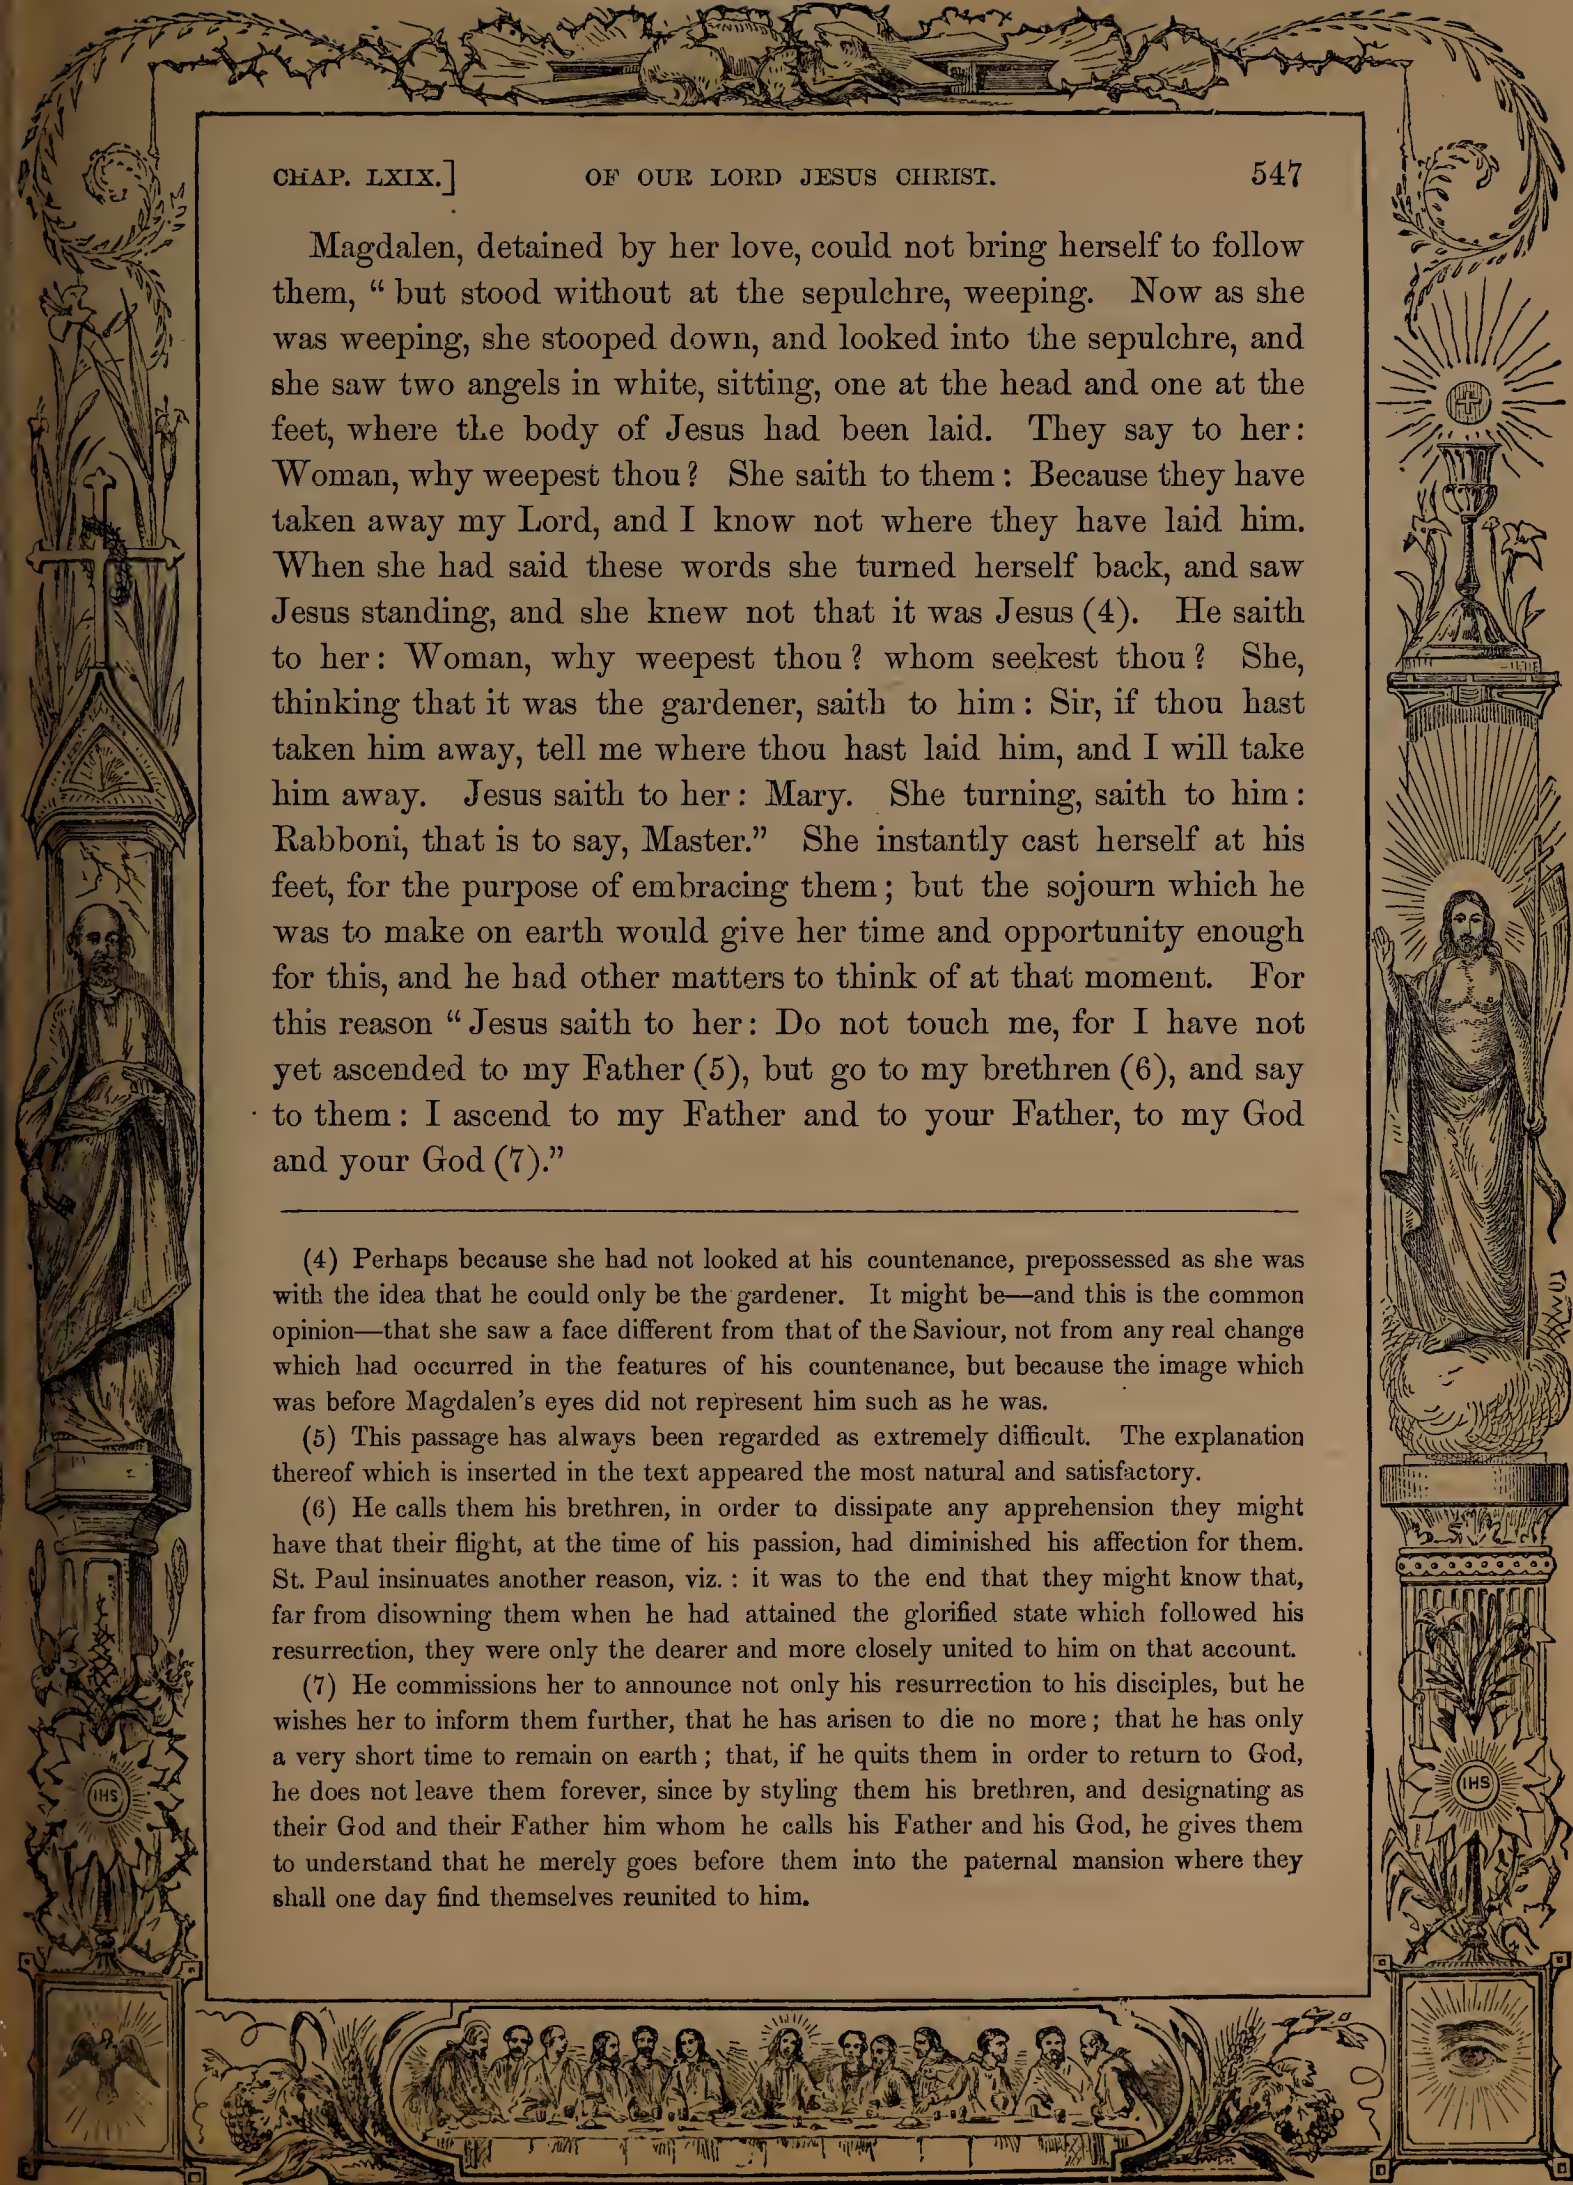 CHAP. LXIX.] OF OUR LORD JESUS CHRIST. 547
Magdalen, detained by her love, could not bring herself to follow
them, “ but stood without at the sepulchre, weeping. Now as she
was weeping, she stooped down, and looked into the sepulchre, and
she saw two angels in white, sitting, one at the head and one at the
feet, where the body of Jesus had been laid. They say to her:
Woman, why weepest thou? She saith to them: Because they have
taken away my Lord, and I know not where they have laid him.
When she had said these words she turned herself back, and saw
Jesus standing, and she knew not that it was Jesus (4). He saith
to her: Woman, why weepest thou? whom seekest thou? She,
thinking that it was the gardener, saith to him: Sir, if thou hast
taken him away, tell me where thou hast laid him, and I will take
him away. Jesus saith to her: Mary. She turning, saith to him:
Rabboni, that is to say, Master.” She instantly cast herself at his
feet, for the purpose of embracing them; but the sojourn which he
was to make on earth would give her time and opportunity enough
for this, and he had other matters to think of at that moment. For
this reason “ Jesus saith to her: Do not touch me, for I have not
yet ascended to my Father (5), but go to my brethren (6), and say
to them: I ascend to my Father and to your Father, to my God
and your God (7).”
(4) Perhaps because she had not looked at his countenance, prepossessed as she was
with the idea that he could only be the gardener. It might be—and this is the common
opinion—that she saw a face different from that of the Saviour, not from any real change
which had occurred in the features of his countenance, but because the image which
was before Magdalen’s eyes did not represent him such as he was.
(5) This passage has always been regarded as extremely difficult. The explanation
thereof which is inserted in the text appeared the most natural and satisfactory.
(6) He calls them his brethren, in order to dissipate any apprehension they might
have that their flight, at the time of his passion, had diminished his affection for them.
St. Paul insinuates another reason, viz.: it was to the end that they might know that,
far from disowning them when he had attained the glorified state which followed his
resurrection, they were only the dearer and more closely united to him on that account.
(7) He commissions her to announce not only his resurrection to his disciples, but he
wishes her to inform them further, that he has arisen to die no more; that he has only
a very short time to remain on earth; that, if he quits them in order to return to God,
he does not leave them forever, since by styling them his brethren, and designating as
their God and their Father him whom he calls his Father and his God, he gives them
to understand that he merely goes before them into the paternal mansion where they
shall one day find themselves reunited to him.
IHS
IHS